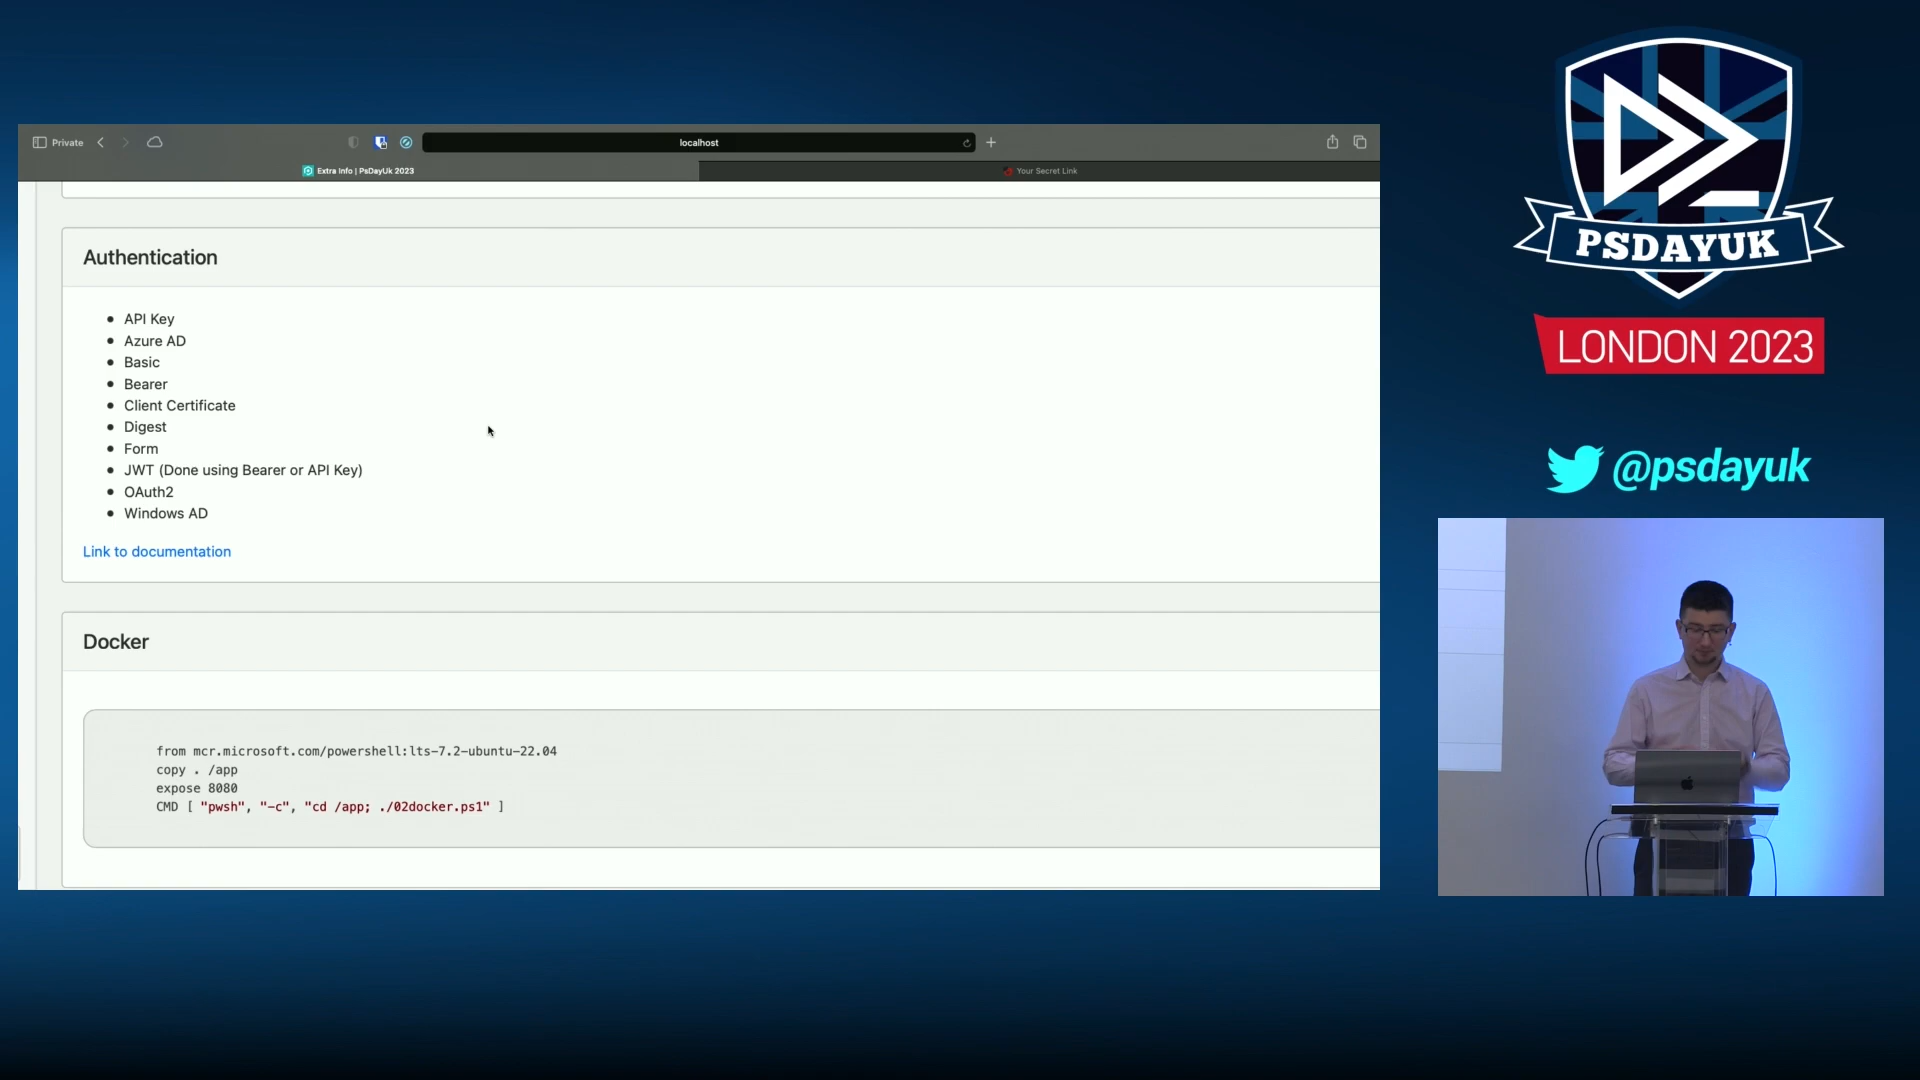 Private
localhost
Extra Info | PsDayUk 2023
Your Secret Link
Authentication
API Key
Azure AD
Basic
Bearer
Client Certificate
Digest
Form
JWT (Done using Bearer or API Key)
OAuth2
Windows AD
Link to documentation
Docker
from mcr.microsoft.com/powershell:lts-7.2-ubuntu-22.04
copy . /app
expose 8080
CMD [ "pwsh", "-c", "cd /app; ./02docker.ps1" ]
PSDAYUK
LONDON 2023
@psdayuk